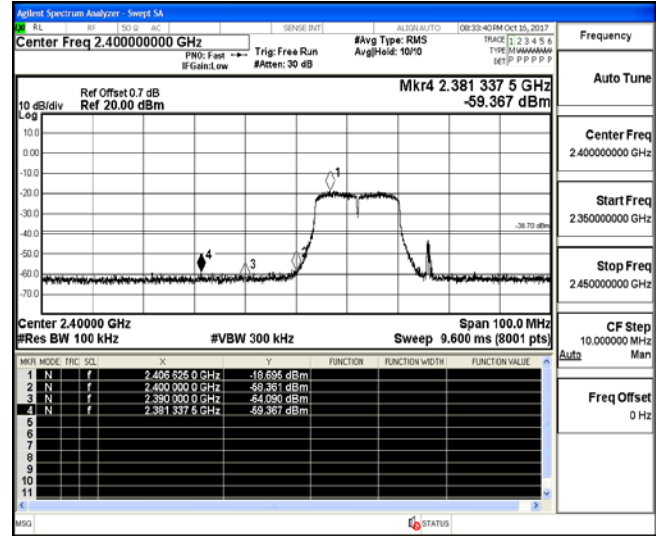 Agilent Spectrum Analyzer - Swept SA
RL RF 50 Ω AC SENSE:INT ALIGN AUTO 08:33:40 PM Oct 15, 2017
Center Freq 2.400000000 GHz
PNO: Fast
IFGain:Low
Trig: Free Run
#Atten: 30 dB
#Avg Type: RMS
Avg|Hold: 10/10
TRACE 1 2 3 4 5 6
TYPE MWWWWW
DET P P P P P P
Frequency
Auto Tune
Center Freq
2.400000000 GHz
Start Freq
2.350000000 GHz
Stop Freq
2.450000000 GHz
CF Step
10.000000 MHz
Auto Man
Freq Offset
0 Hz
Mkr4 2.381 337 5 GHz
-59.367 dBm
Ref Offset 0.7 dB
10 dB/div Ref 20.00 dBm
Log
10.0
0.00
-10.0
-20.0
-30.0
-40.0
-50.0
-60.0
-70.0
1
2
3
4
-38.70 dBm
Center 2.40000 GHz Span 100.0 MHz
#Res BW 100 kHz #VBW 300 kHz Sweep 9.600 ms (8001 pts)
MKR MODE TRC SCL X Y FUNCTION FUNCTION WIDTH FUNCTION VALUE
1 N f 2.406 525 0 GHz -18.695 dBm
2 N f 2.400 000 0 GHz -58.361 dBm
3 N f 2.390 000 0 GHz -64.090 dBm
4 N f 2.381 337 5 GHz -59.367 dBm
5
6
7
8
9
10
11
MSG STATUS